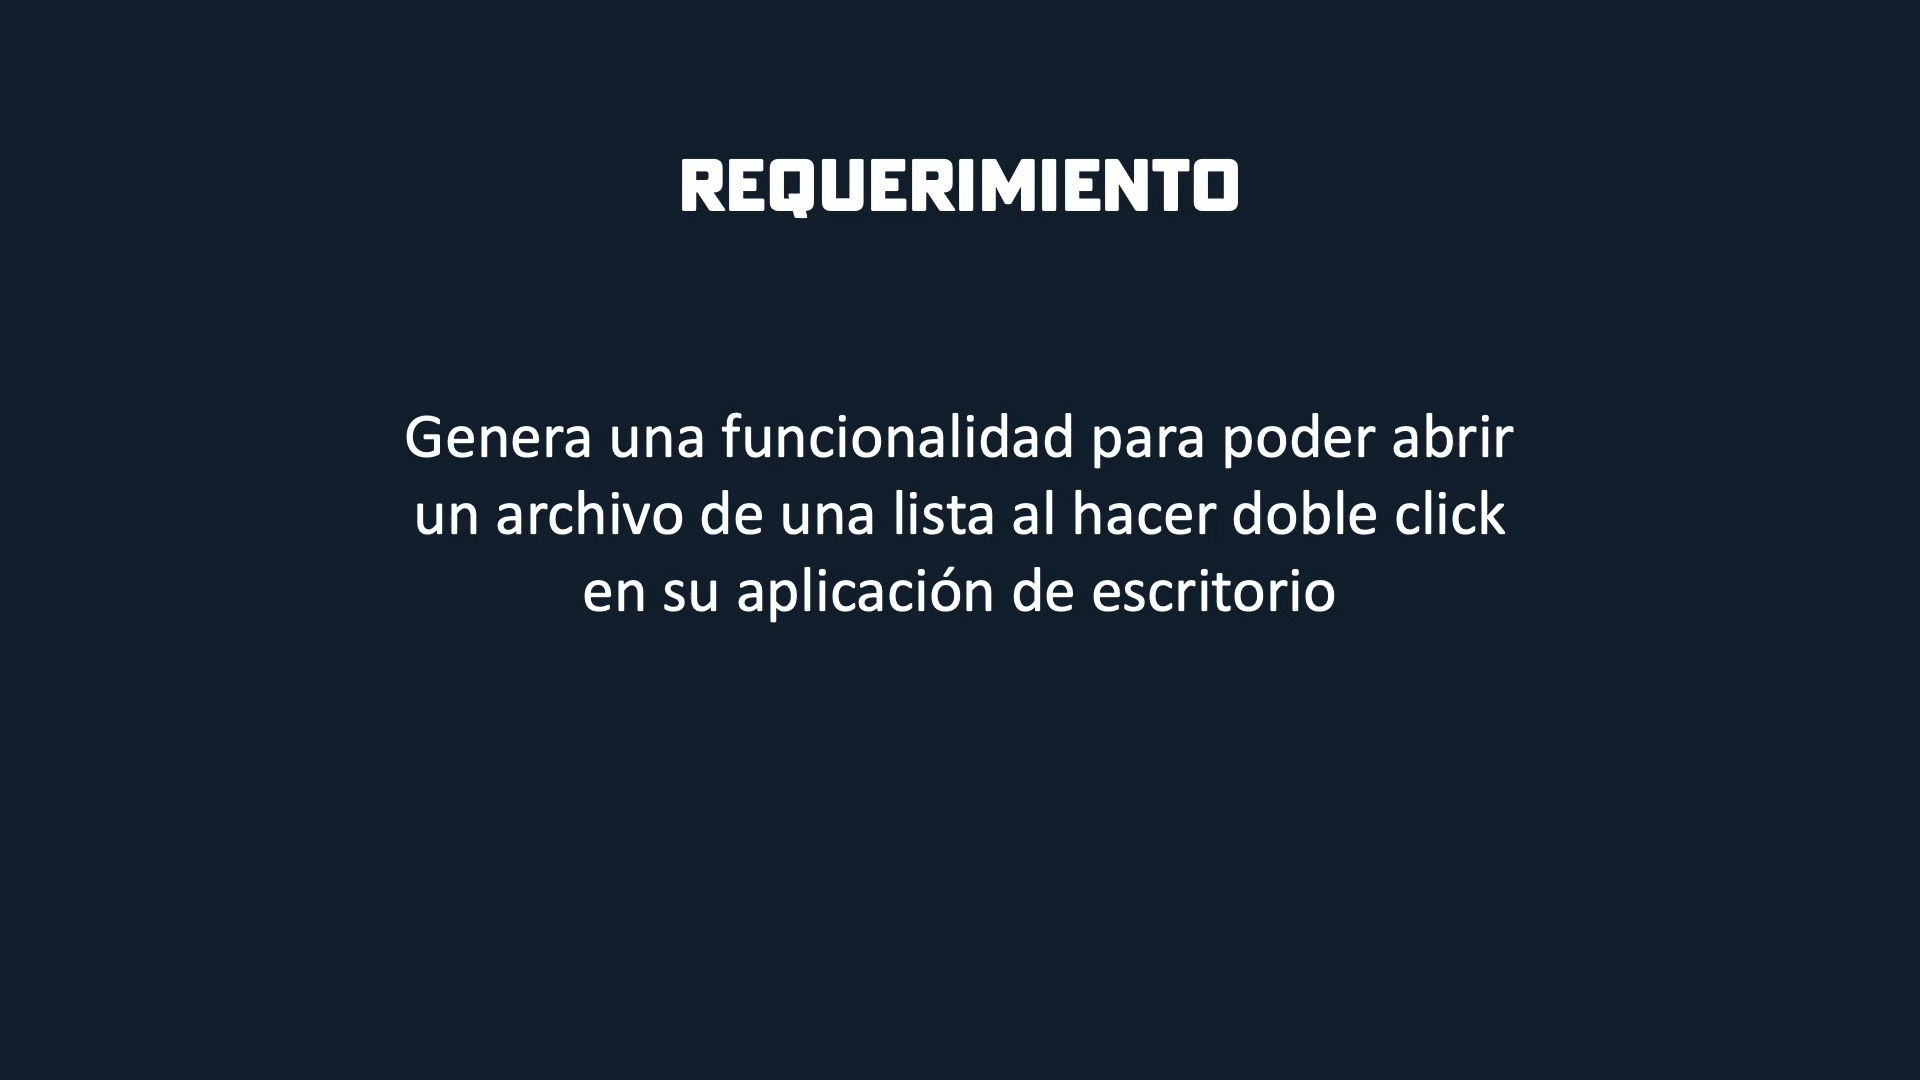 REQUERIMIENTO
Genera una funcionalidad para poder abrir
un archivo de una lista al hacer doble click
en su aplicación de escritorio